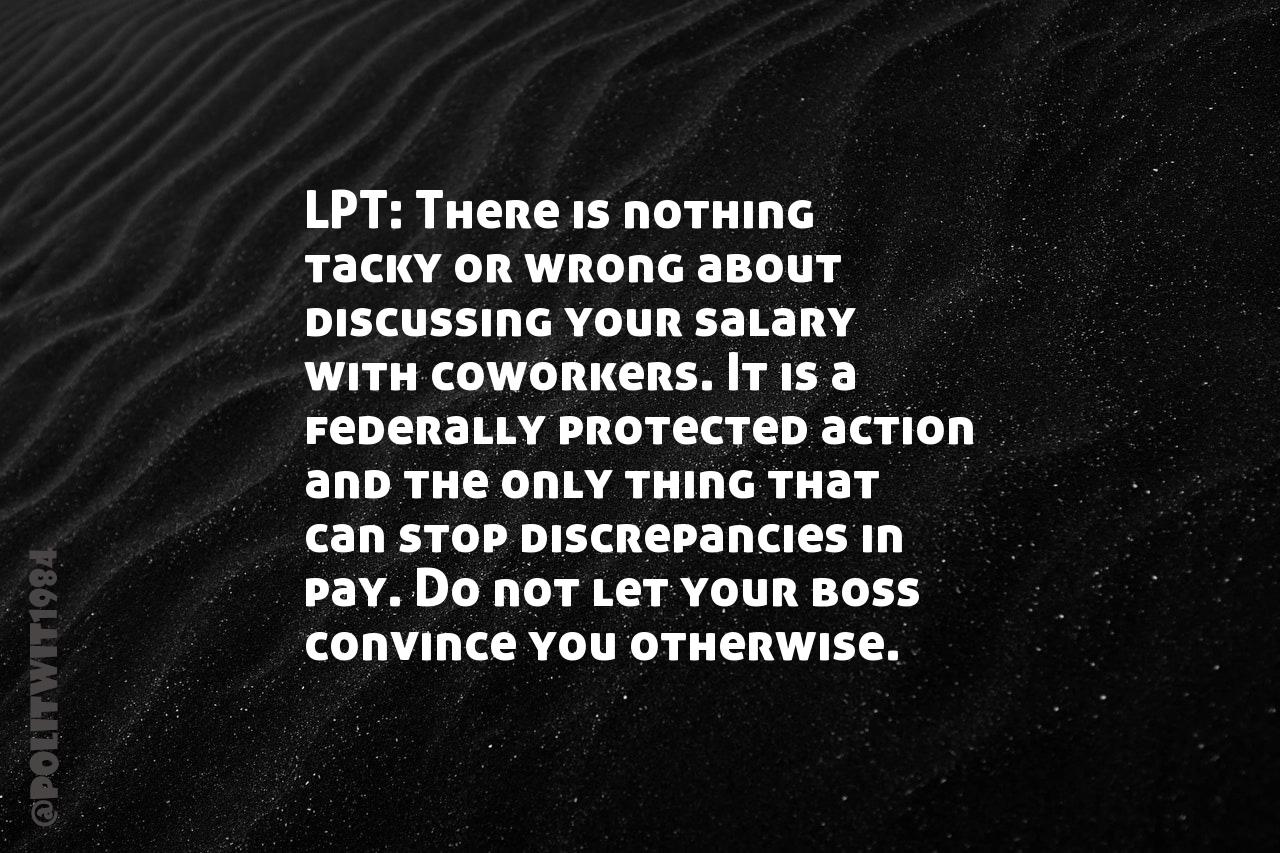 LPT: There is nothing
tacky or wrong about
discussing your salary
with coworkers. It is a
federally protected action
and the only thing that
can stop discrepancies in
pay. Do not let your boss
convince you otherwise.
@politwit1984